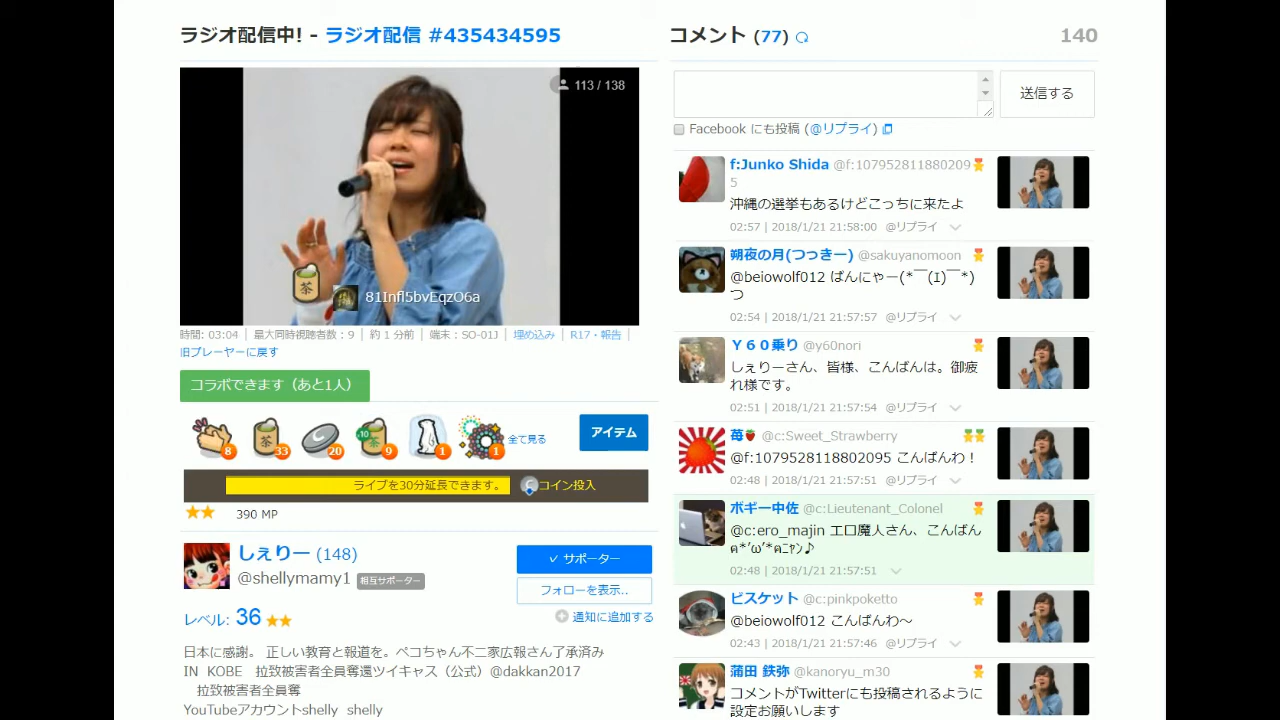 ラジオ配信中! - ラジオ配信 #435434595
113 / 138
茶
81Infl5bvEqzO6a
時間: 03:04 | 最大同時視聴者数 : 9 | 約 1 分前 | 端末 : SO-01J | 埋め込み | R17・報告 |
旧プレーヤーに戻す
コラボできます（あと1人）
8 茶 33 20 +10 9 1 1 全て見る アイテム
ライブを30分延長できます。 C コイン投入
390 MP
しぇりー (148)
@shellymamy1 相互サポーター
✓ サポーター
フォローを表示..
レベル: 36
通知に追加する
日本に感謝。 正しい教育と報道を。ペコちゃん不二家広報さん了承済み
IN KOBE 拉致被害者全員奪還ツイキャス（公式）@dakkan2017
拉致被害者全員奪
YouTubeアカウントshelly shelly
コメント (77) 140
送信する
Facebook にも投稿 (@リプライ)
f:Junko Shida @f:107952811880209
5
沖縄の選挙もあるけどこっちに来たよ
02:57 | 2018/1/21 21:58:00 @リプライ
朔夜の月(つっきー) @sakuyanomoon
@beiowolf012 ばんにゃー(*￣(ｴ)￣*)
つ
02:54 | 2018/1/21 21:57:57 @リプライ
Ｙ６０乗り @y60nori
しぇりーさん、皆様、こんばんは。御疲
れ様です。
02:51 | 2018/1/21 21:57:54 @リプライ
苺🍓 @c:Sweet_Strawberry
@f:1079528118802095 こんばんわ！
02:48 | 2018/1/21 21:57:51 @リプライ
ボギー中佐 @c:Lieutenant_Colonel
@c:ero_majin エロ魔人さん、こんばん
ฅ*'ω'*ฅﾆｬﾝ♪
02:48 | 2018/1/21 21:57:51
ビスケット @c:pinkpoketto
@beiowolf012 こんばんわ～
02:43 | 2018/1/21 21:57:46 @リプライ
蒲田 鉄弥 @kanoryu_m30
コメントがTwitterにも投稿されるように
設定お願いします